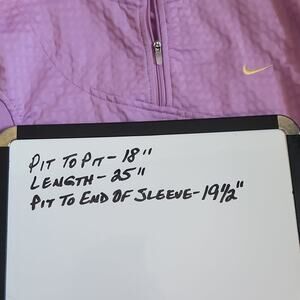 PIT TO PIT - 18"
LENGTH - 25"
PIT TO END OF SLEEVE - 19½"